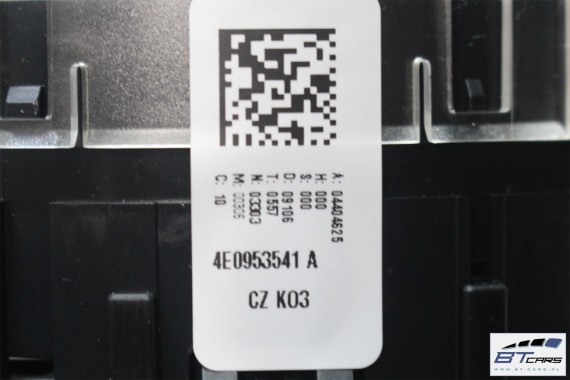 A: 04404625
H: 000
S: 000
D: 09106
T: 0557
N: 03303
M: 00306
C: 10
4E0953541 A
CZ K03
BT CARS
WWW.BTCARS.PL